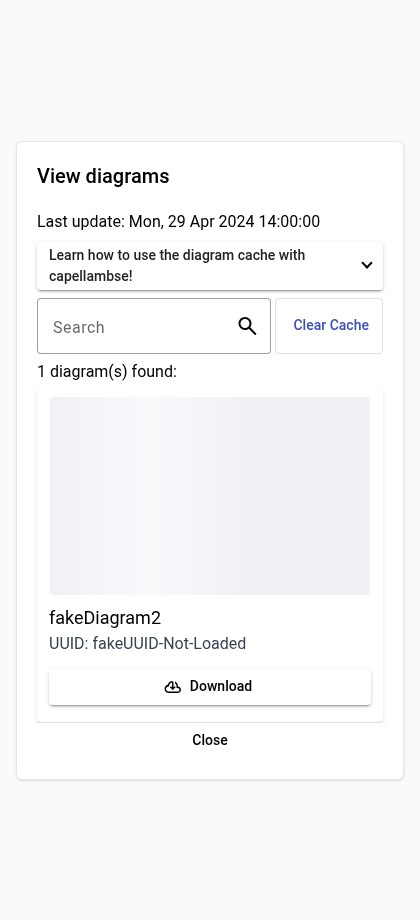 View diagrams
Last update: Mon, 29 Apr 2024 14:00:00
Learn how to use the diagram cache with
capellambse!
Search
Clear Cache
1 diagram(s) found:
fakeDiagram2
UUID: fakeUUID-Not-Loaded
Download
Close